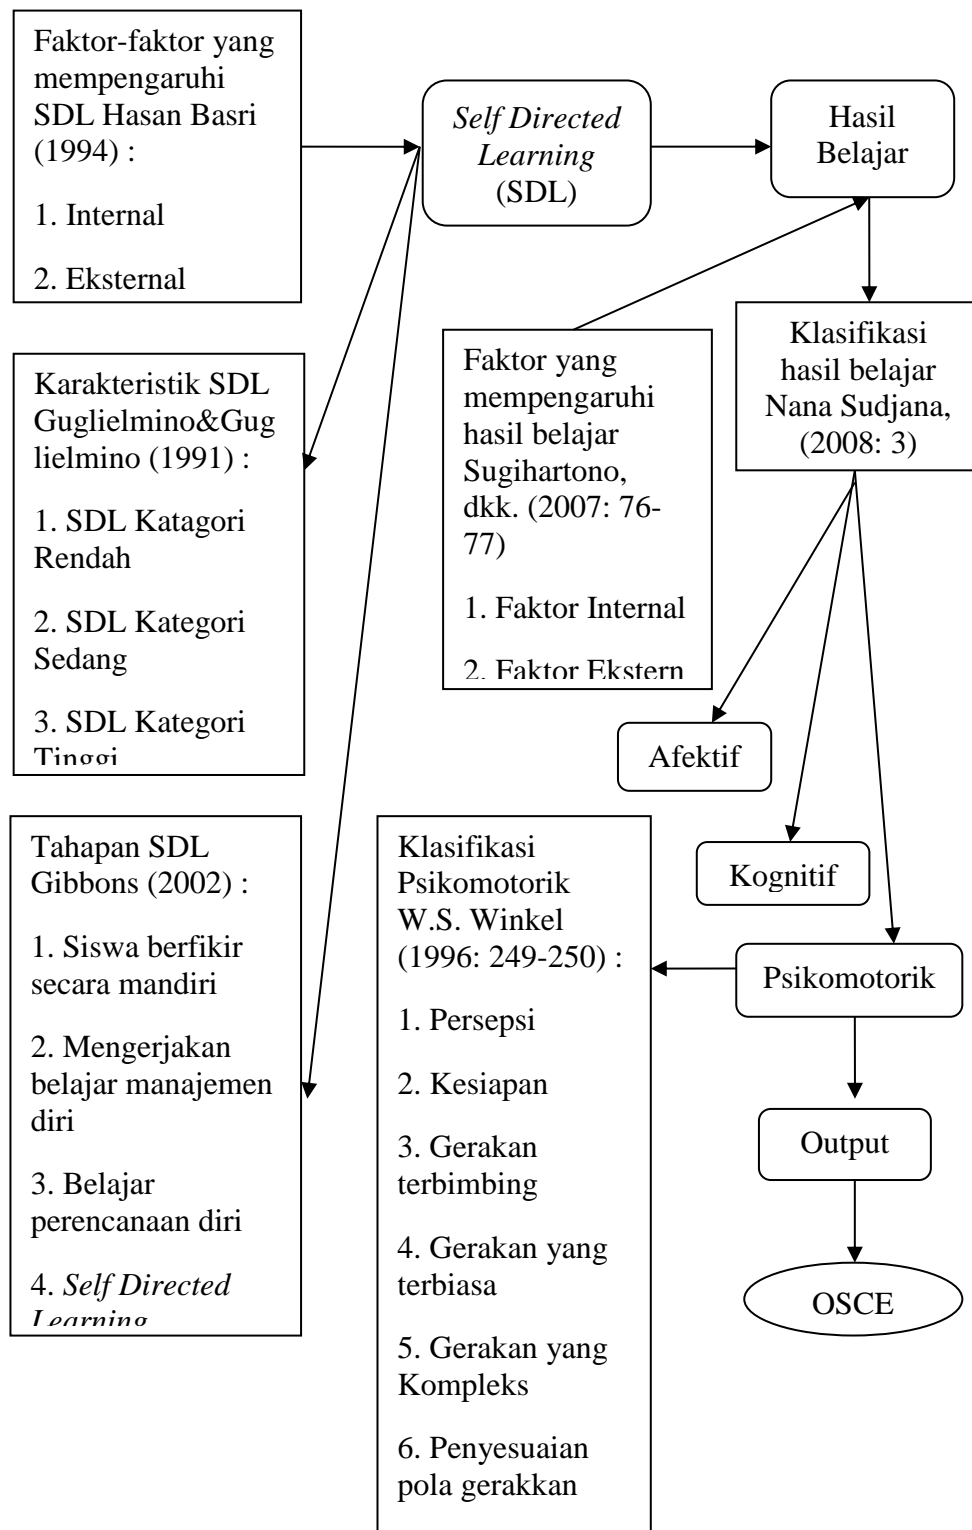 Faktor-faktor yang
mempengaruhi
SDL Hasan Basri
(1994) :
1. Internal
2. Eksternal
Self Directed
Learning
(SDL)
Hasil
Belajar
Karakteristik SDL
Guglielmino&Gug
lielmino (1991) :
1. SDL Katagori
Rendah
2. SDL Kategori
Sedang
3. SDL Kategori
Tinggi
Faktor yang
mempengaruhi
hasil belajar
Sugihartono,
dkk. (2007: 76-
77)
1. Faktor Internal
2. Faktor Ekstern
Klasifikasi
hasil belajar
Nana Sudjana,
(2008: 3)
Afektif
Kognitif
Psikomotorik
Output
OSCE
Tahapan SDL
Gibbons (2002) :
1. Siswa berfikir
secara mandiri
2. Mengerjakan
belajar manajemen
diri
3. Belajar
perencanaan diri
4. Self Directed
Learning
Klasifikasi
Psikomotorik
W.S. Winkel
(1996: 249-250) :
1. Persepsi
2. Kesiapan
3. Gerakan
terbimbing
4. Gerakan yang
terbiasa
5. Gerakan yang
Kompleks
6. Penyesuaian
pola gerakkan